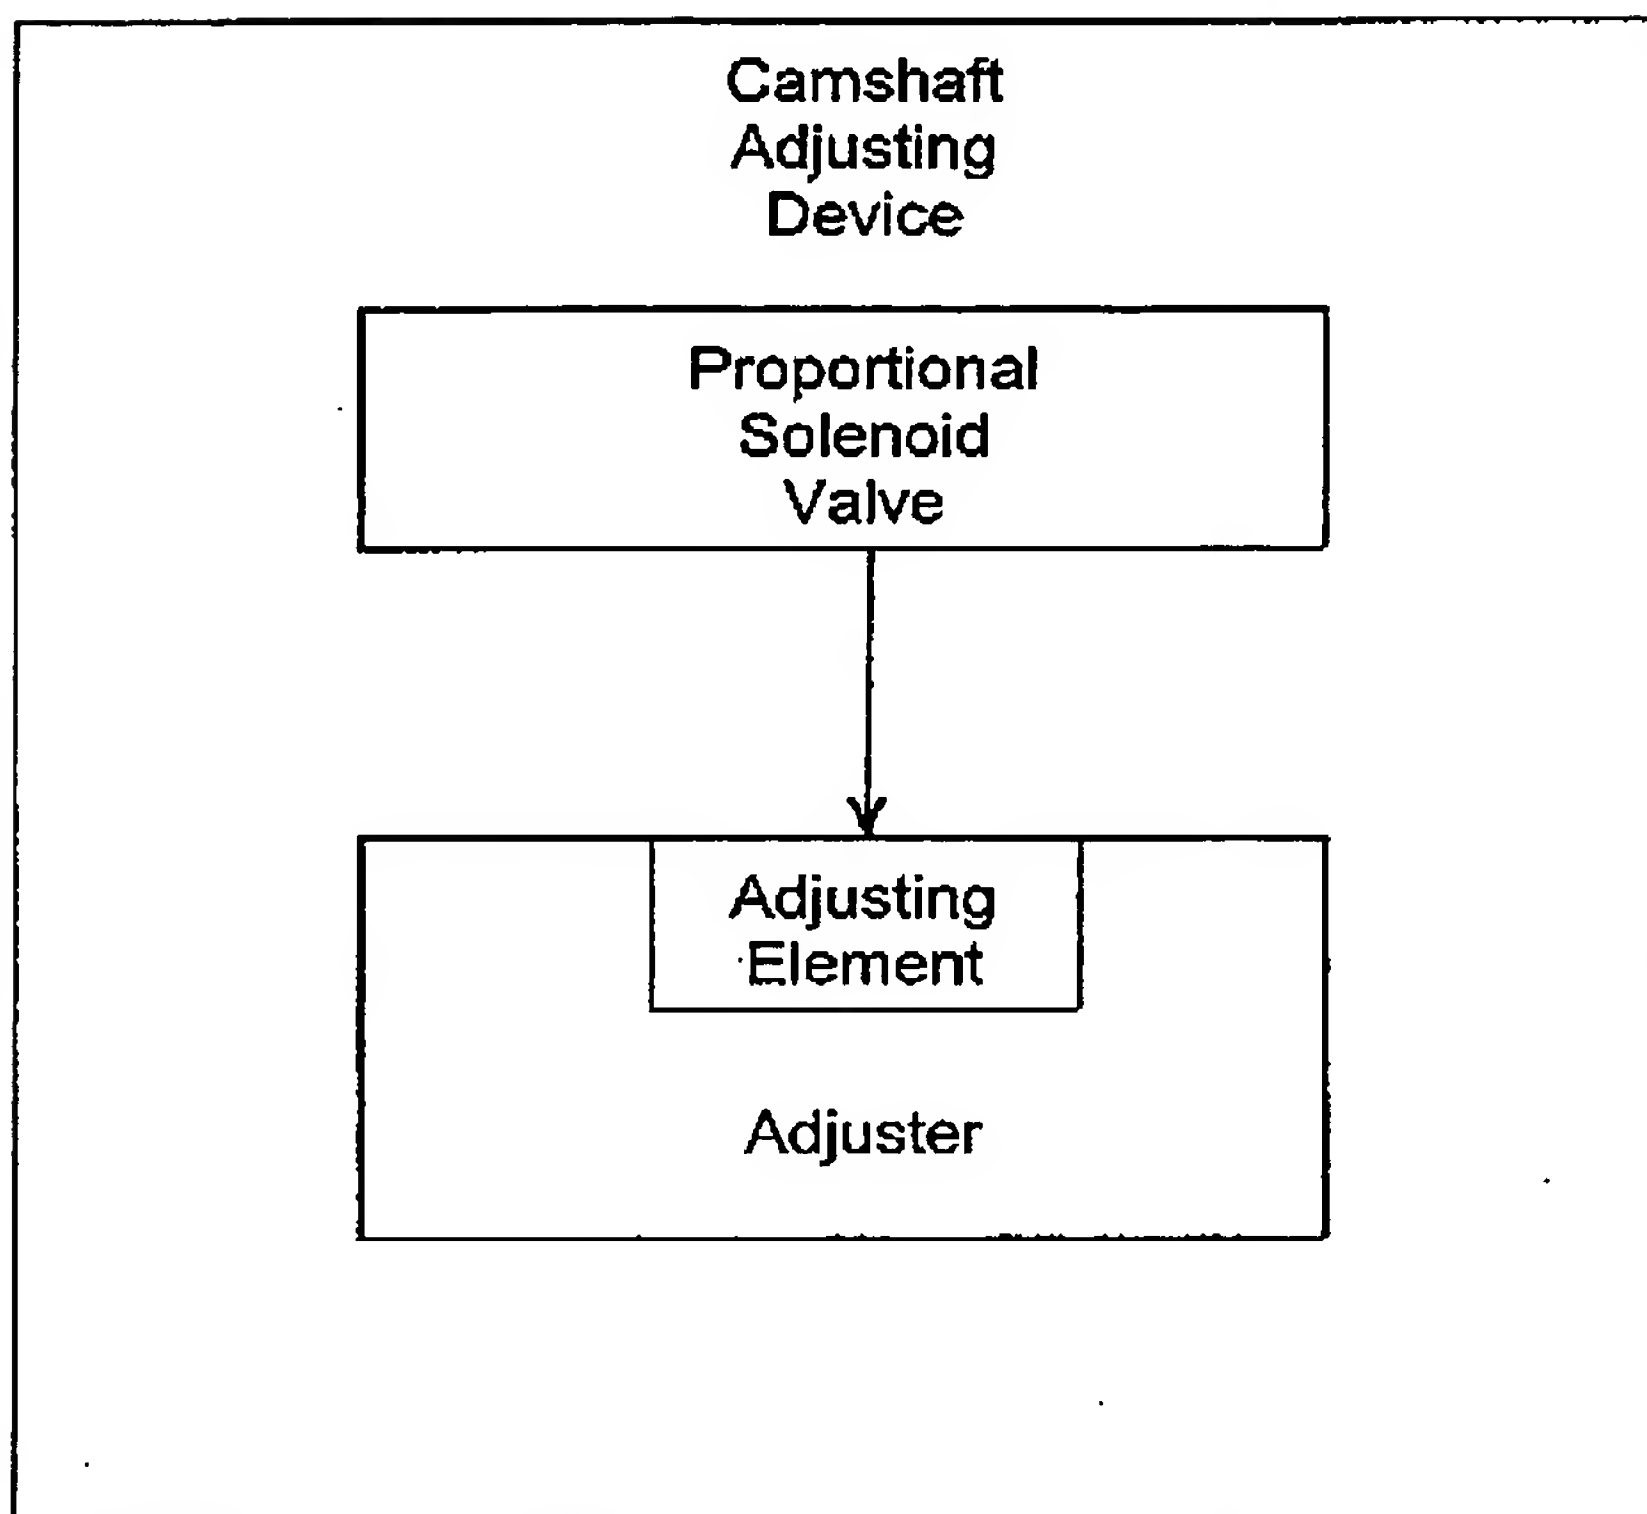 Camshaft
Adjusting
Device
Proportional
Solenoid
Valve
Adjusting
Element
Adjuster